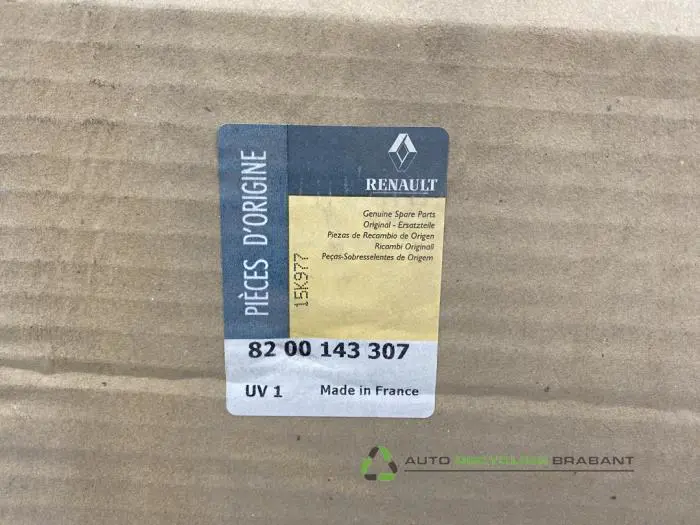 PIÈCES D'ORIGINE
RENAULT
Genuine Spare Parts
Original - Ersatzteile
Piezas de Recambio de Origen
Ricambi Originali
Peças-Sobresselentes de Origem
15K977
82 00 143 307
UV 1 Made in France
AUTO RECYCLING BRABANT